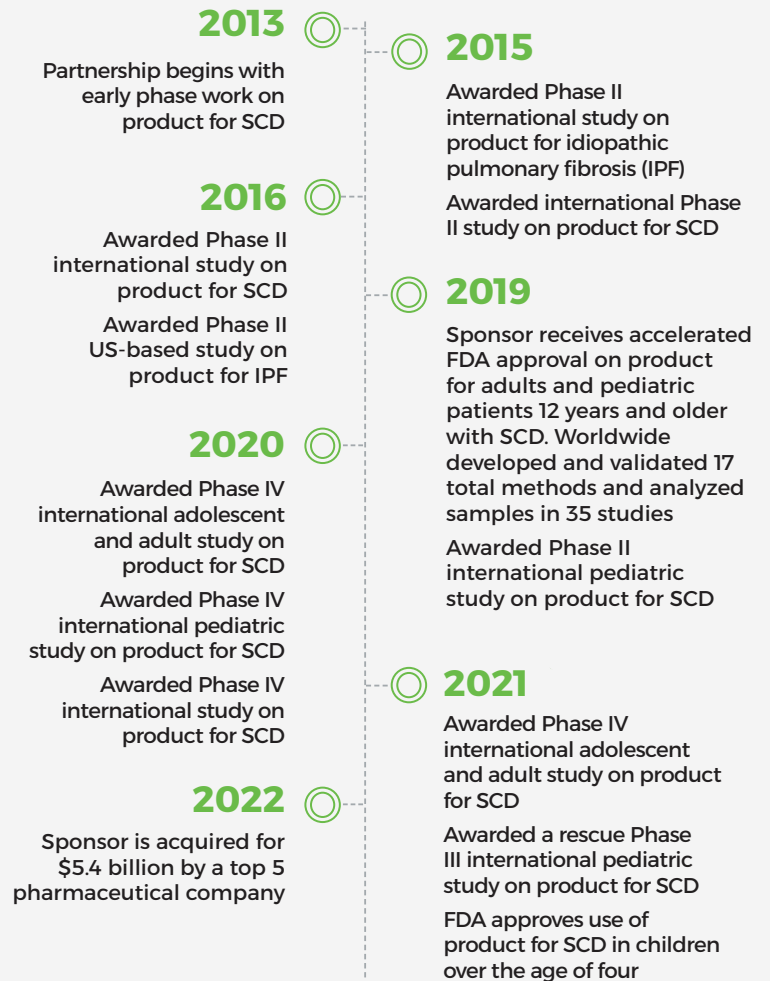 2013
Partnership begins with
early phase work on
product for SCD
2015
Awarded Phase II
international study on
product for idiopathic
pulmonary fibrosis (IPF)
Awarded international Phase
II study on product for SCD
2016
Awarded Phase II
international study on
product for SCD
Awarded Phase II
US-based study on
product for IPF
2019
Sponsor receives accelerated
FDA approval on product
for adults and pediatric
patients 12 years and older
with SCD. Worldwide
developed and validated 17
total methods and analyzed
samples in 35 studies
Awarded Phase II
international pediatric
study on product for SCD
2020
Awarded Phase IV
international adolescent
and adult study on
product for SCD
Awarded Phase IV
international pediatric
study on product for SCD
Awarded Phase IV
international study on
product for SCD
2021
Awarded Phase IV
international adolescent
and adult study on product
for SCD
Awarded a rescue Phase
III international pediatric
study on product for SCD
FDA approves use of
product for SCD in children
over the age of four
2022
Sponsor is acquired for
$5.4 billion by a top 5
pharmaceutical company